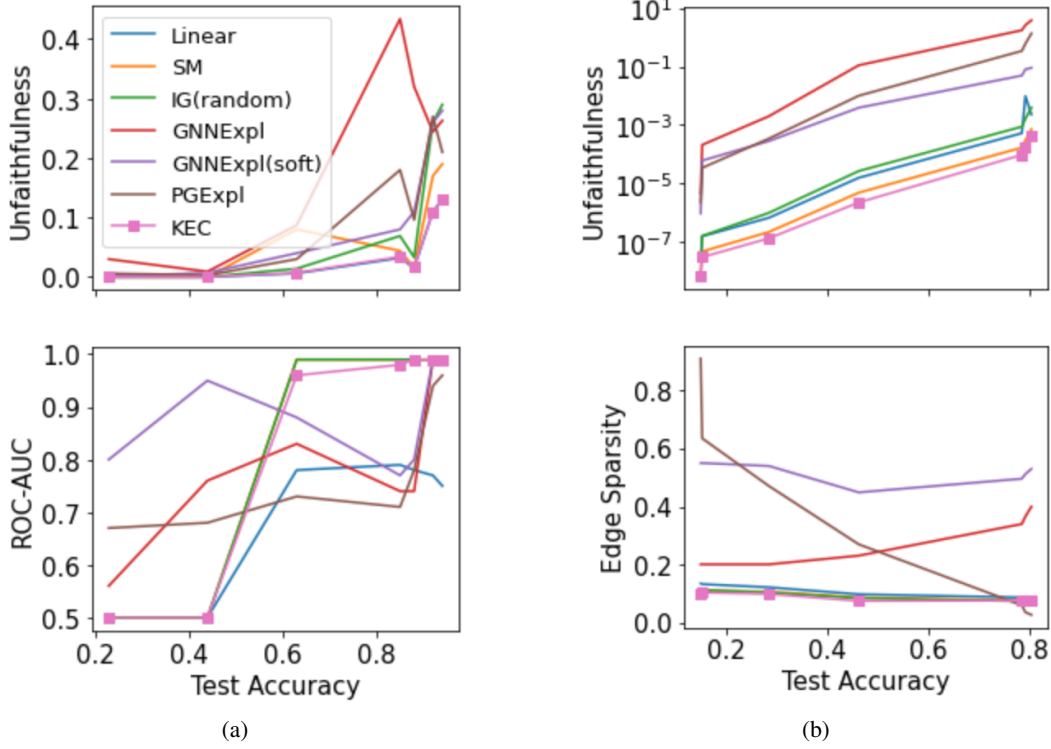 Unfaithfulness
0.4
0.3
0.2
0.1
0.0
Linear
SM
IG(random)
GNNExpl
GNNExpl(soft)
PGExpl
KEC
Unfaithfulness
10¹
10⁻¹
10⁻³
10⁻⁵
10⁻⁷
ROC-AUC
1.0
0.9
0.8
0.7
0.6
0.5
0.2 0.4 0.6 0.8
Test Accuracy
(a)
Edge Sparsity
0.8
0.6
0.4
0.2
0.0
0.2 0.4 0.6 0.8
Test Accuracy
(b)